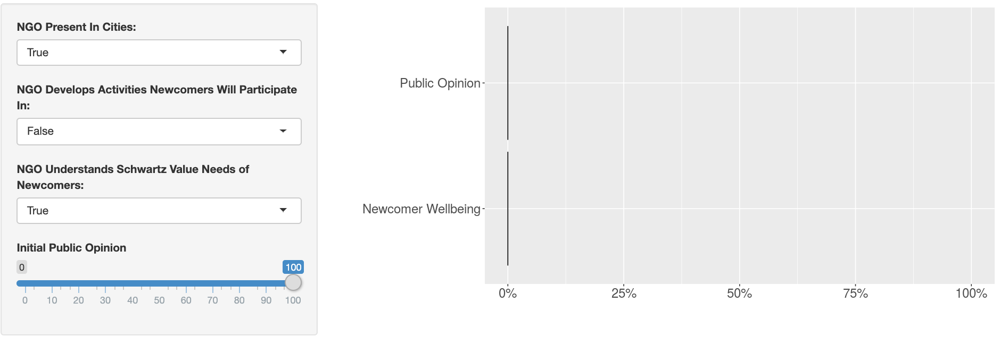 NGO Present In Cities:
True
NGO Develops Activities Newcomers Will Participate
In:
False
NGO Understands Schwartz Value Needs of
Newcomers:
True
Initial Public Opinion
0 100
0 10 20 30 40 50 60 70 80 90 100
Public Opinion
Newcomer Wellbeing
0% 25% 50% 75% 100%